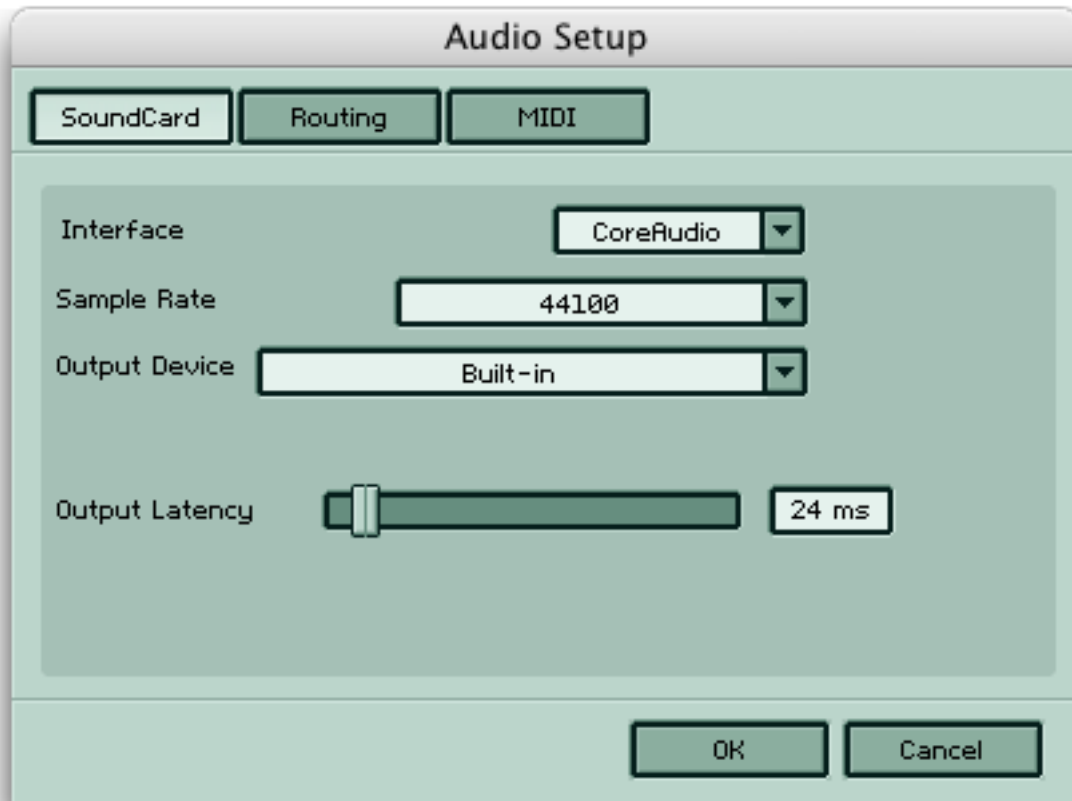 Audio Setup
SoundCard Routing MIDI
Interface CoreAudio
Sample Rate 44100
Output Device Built-in
Output Latency 24 ms
OK Cancel